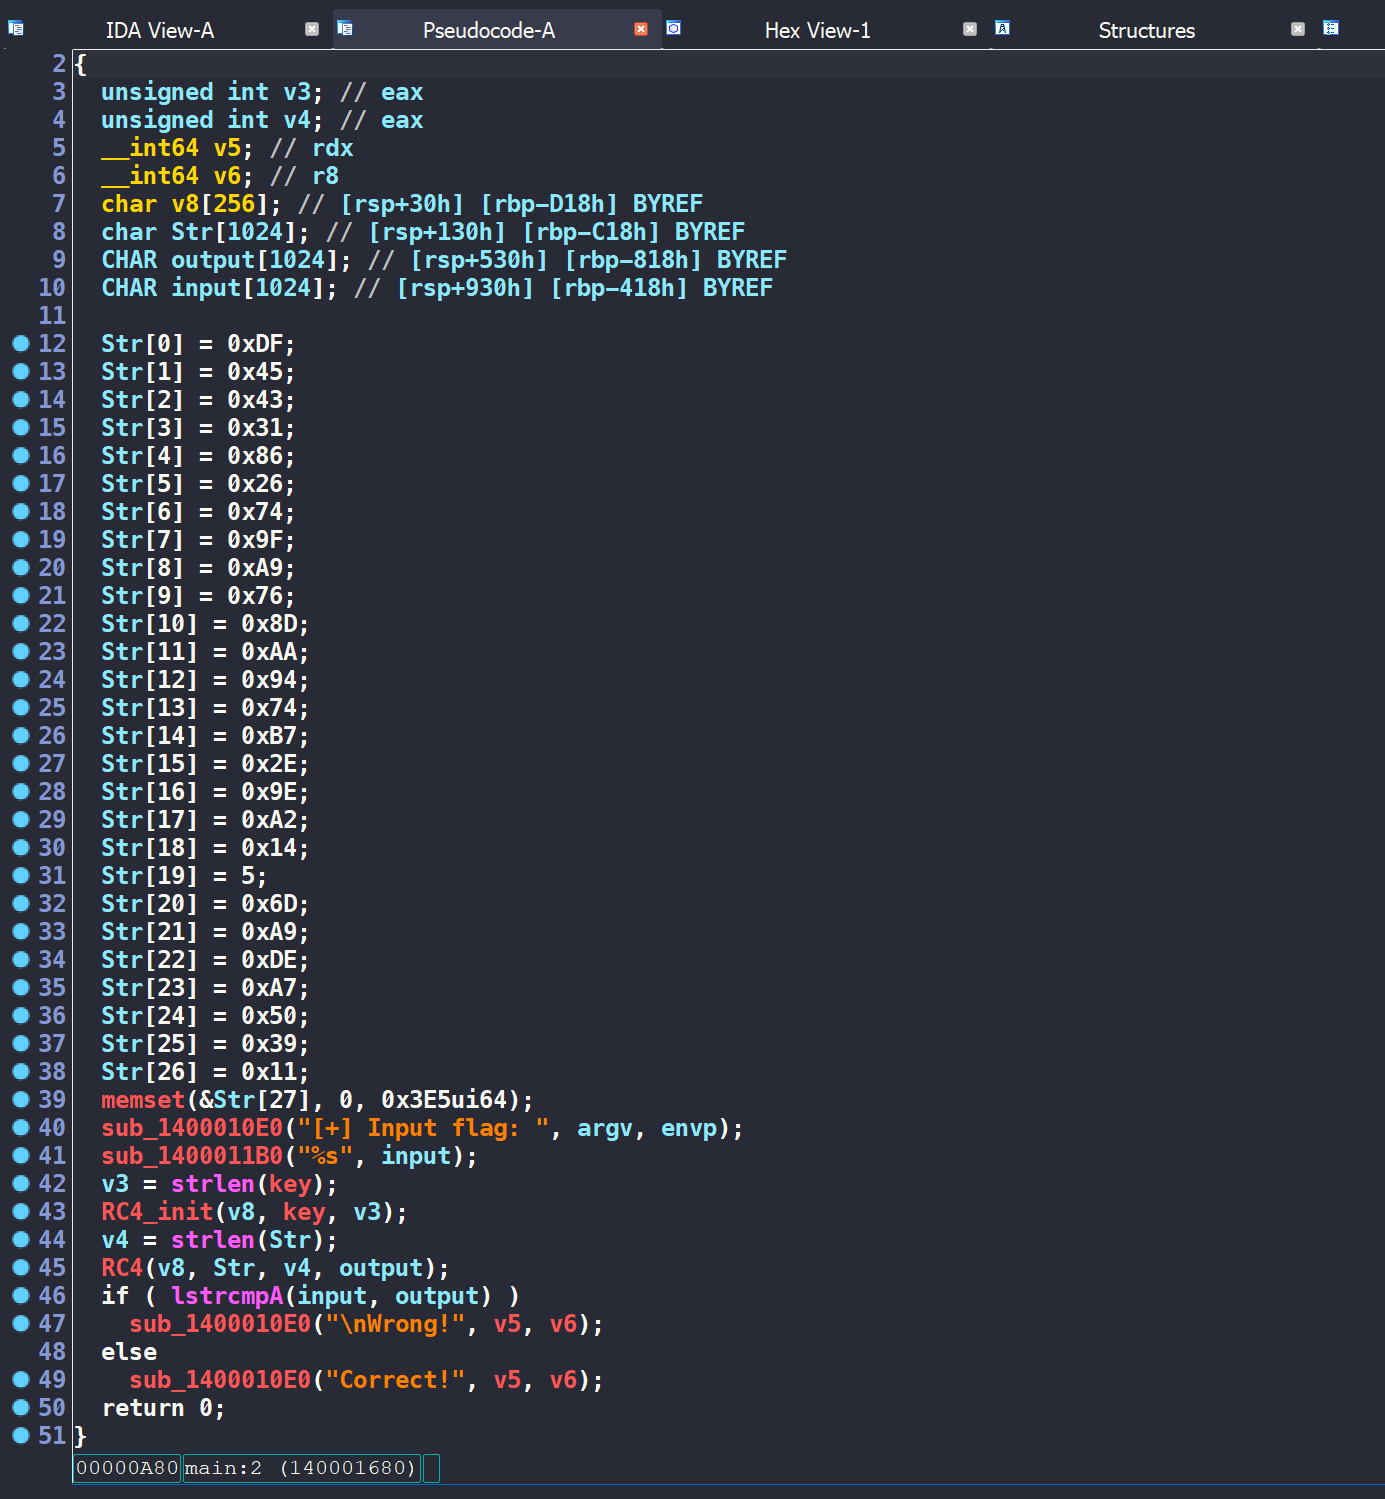 IDA View-A Pseudocode-A Hex View-1 Structures
2 {
3 unsigned int v3; // eax
4 unsigned int v4; // eax
5 __int64 v5; // rdx
6 __int64 v6; // r8
7 char v8[256]; // [rsp+30h] [rbp-D18h] BYREF
8 char Str[1024]; // [rsp+130h] [rbp-C18h] BYREF
9 CHAR output[1024]; // [rsp+530h] [rbp-818h] BYREF
10 CHAR input[1024]; // [rsp+930h] [rbp-418h] BYREF
11
12 Str[0] = 0xDF;
13 Str[1] = 0x45;
14 Str[2] = 0x43;
15 Str[3] = 0x31;
16 Str[4] = 0x86;
17 Str[5] = 0x26;
18 Str[6] = 0x74;
19 Str[7] = 0x9F;
20 Str[8] = 0xA9;
21 Str[9] = 0x76;
22 Str[10] = 0x8D;
23 Str[11] = 0xAA;
24 Str[12] = 0x94;
25 Str[13] = 0x74;
26 Str[14] = 0xB7;
27 Str[15] = 0x2E;
28 Str[16] = 0x9E;
29 Str[17] = 0xA2;
30 Str[18] = 0x14;
31 Str[19] = 5;
32 Str[20] = 0x6D;
33 Str[21] = 0xA9;
34 Str[22] = 0xDE;
35 Str[23] = 0xA7;
36 Str[24] = 0x50;
37 Str[25] = 0x39;
38 Str[26] = 0x11;
39 memset(&Str[27], 0, 0x3E5ui64);
40 sub_1400010E0("[+] Input flag: ", argv, envp);
41 sub_1400011B0("%s", input);
42 v3 = strlen(key);
43 RC4_init(v8, key, v3);
44 v4 = strlen(Str);
45 RC4(v8, Str, v4, output);
46 if ( lstrcmpA(input, output) )
47 sub_1400010E0("\nWrong!", v5, v6);
48 else
49 sub_1400010E0("Correct!", v5, v6);
50 return 0;
51 }
00000A80 main:2 (140001680)